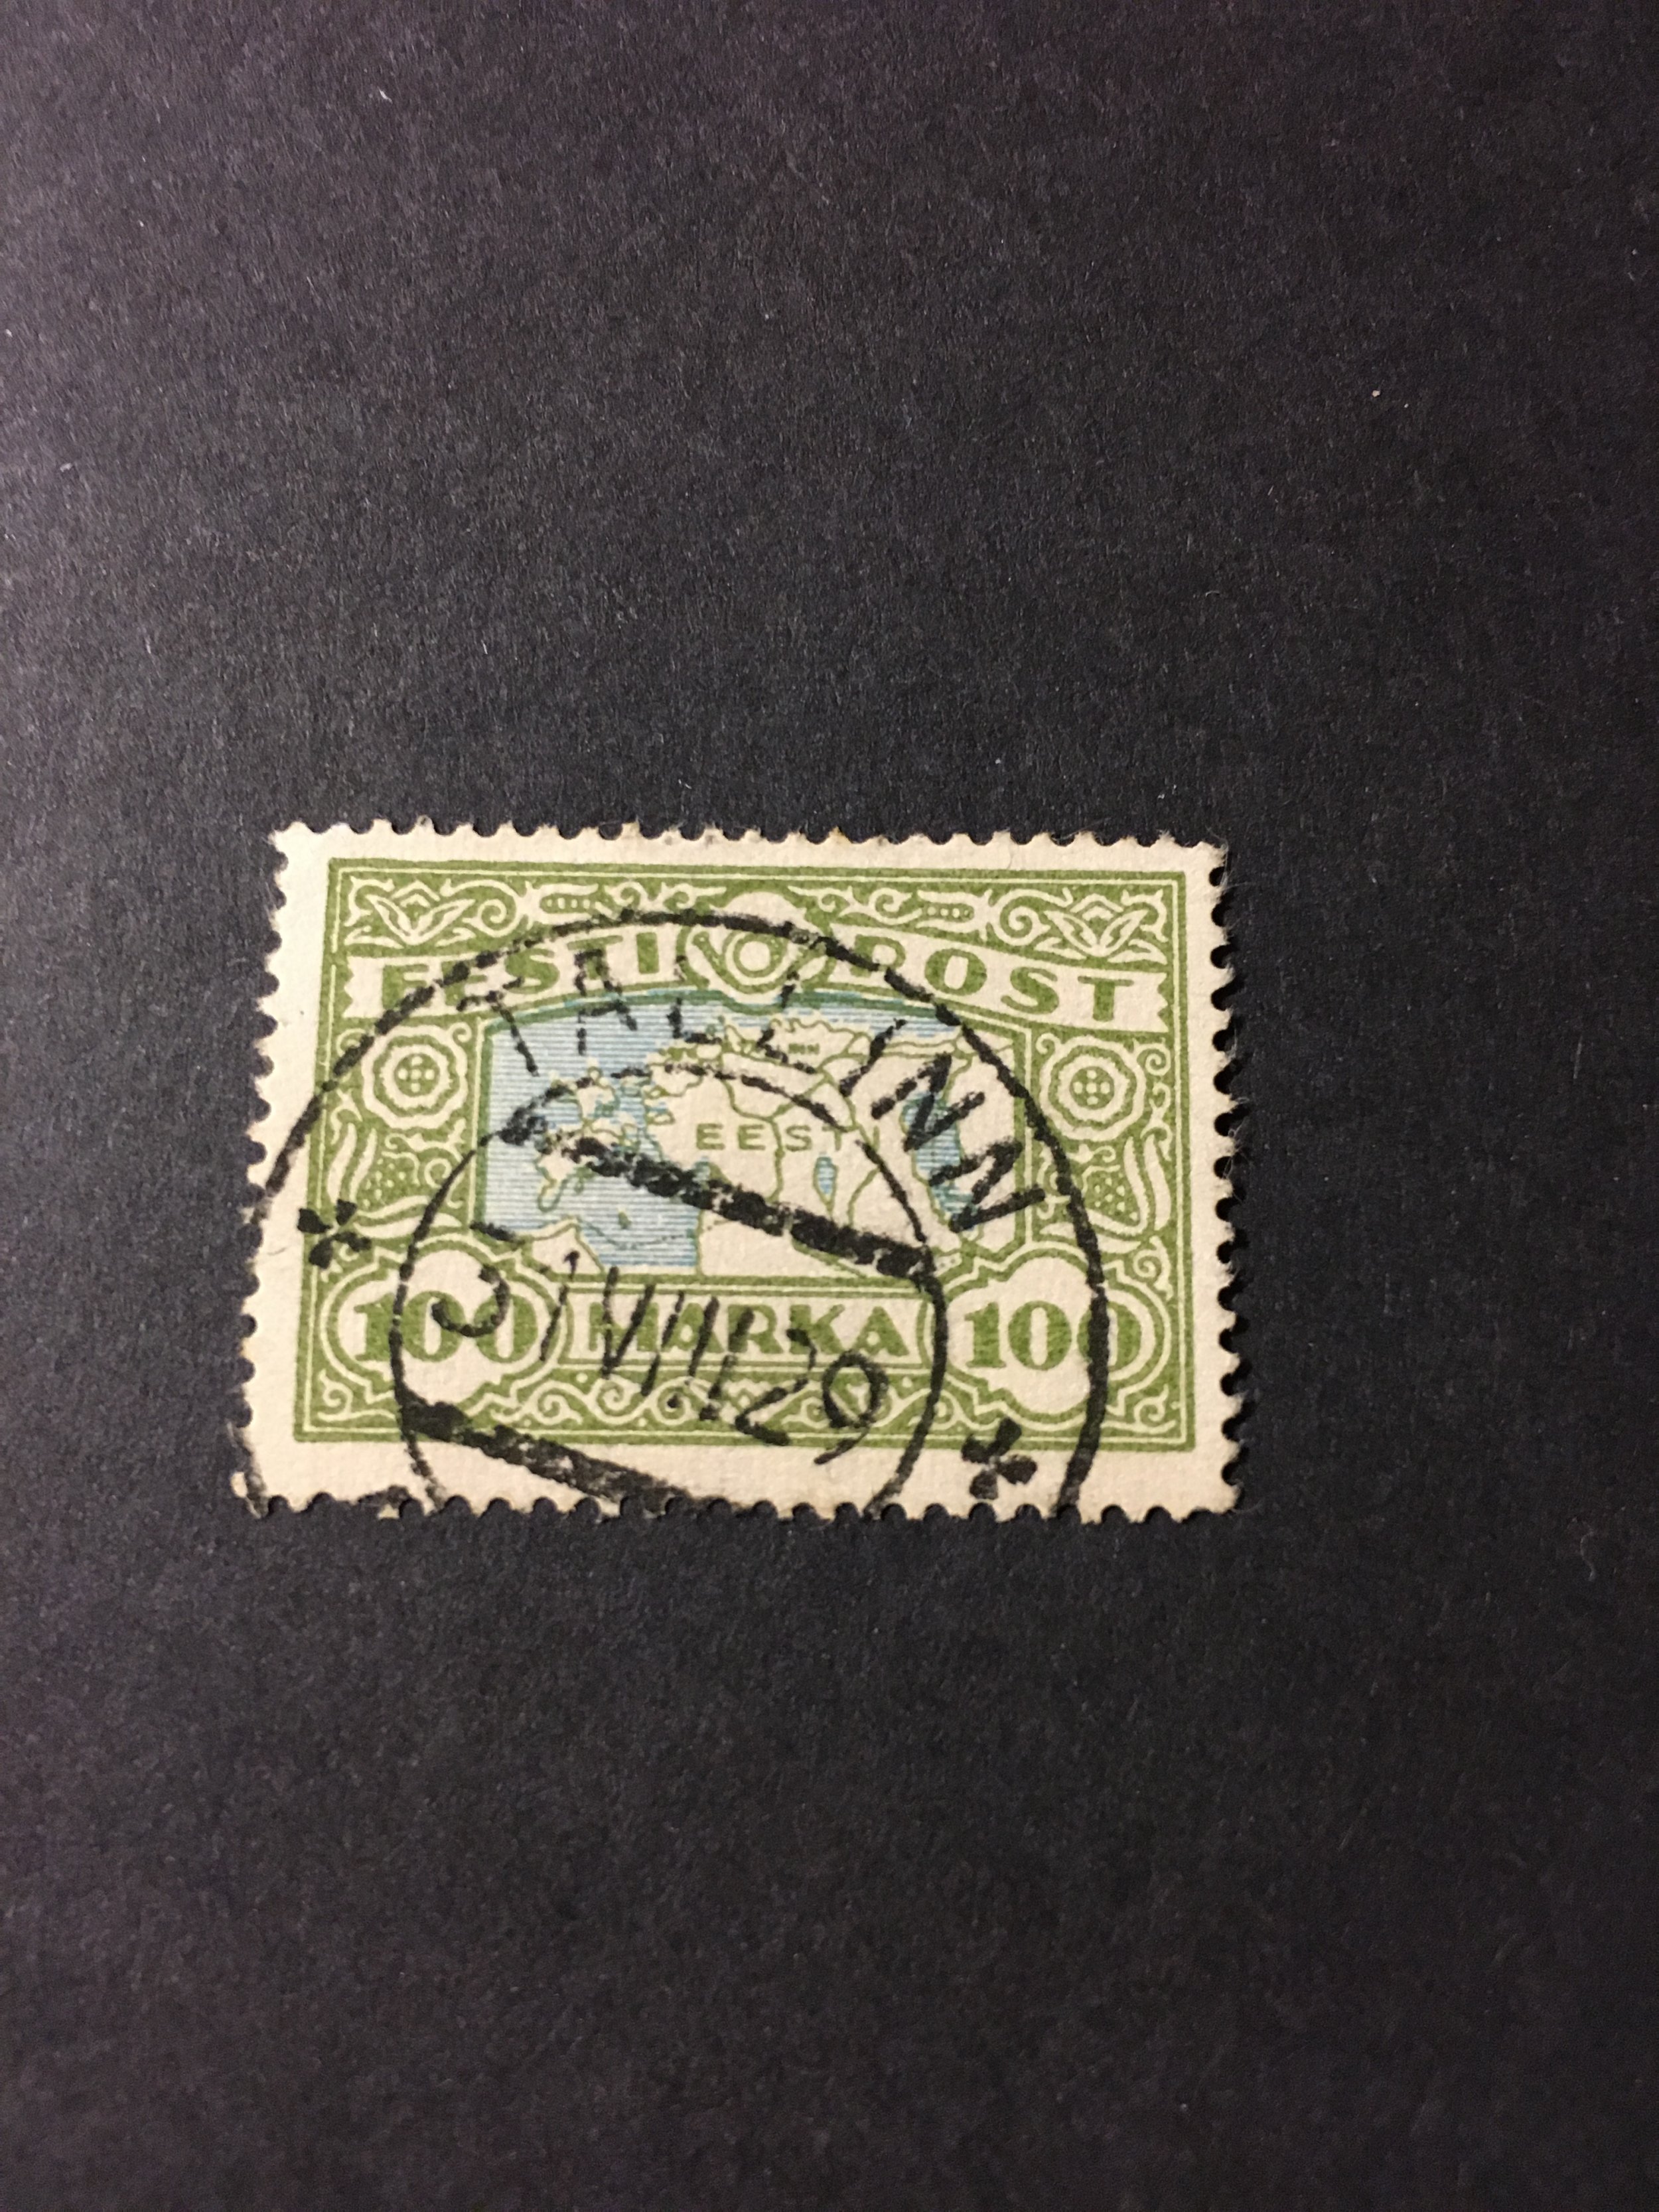 EESTI POST
TALLINN
EESTI
100 MARKA 100